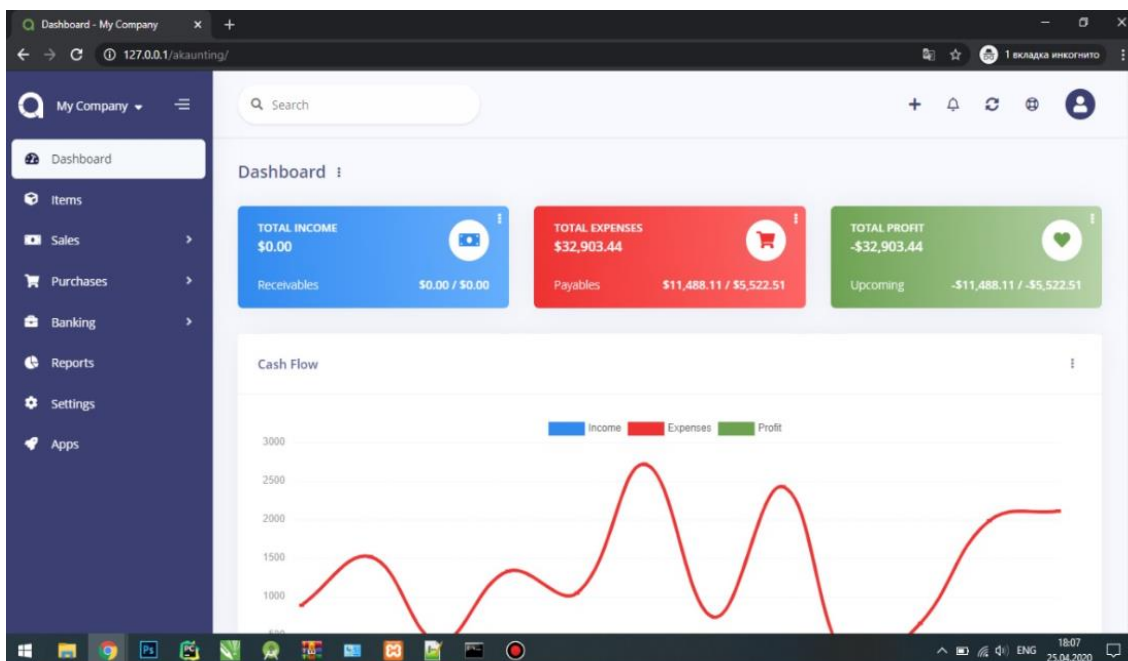 Dashboard - My Company
127.0.0.1/akaunting/
1 вкладка инкогнито
My Company
Search
Dashboard
Items
Sales
Purchases
Banking
Reports
Settings
Apps
Dashboard
TOTAL INCOME
$0.00
Receivables $0.00 / $0.00
TOTAL EXPENSES
$32,903.44
Payables $11,488.11 / $5,522.51
TOTAL PROFIT
-$32,903.44
Upcoming -$11,488.11 / -$5,522.51
Cash Flow
Income Expenses Profit
3000
2500
2000
1500
1000
500
Ps
PC
ENG
18:07
25.04.2020